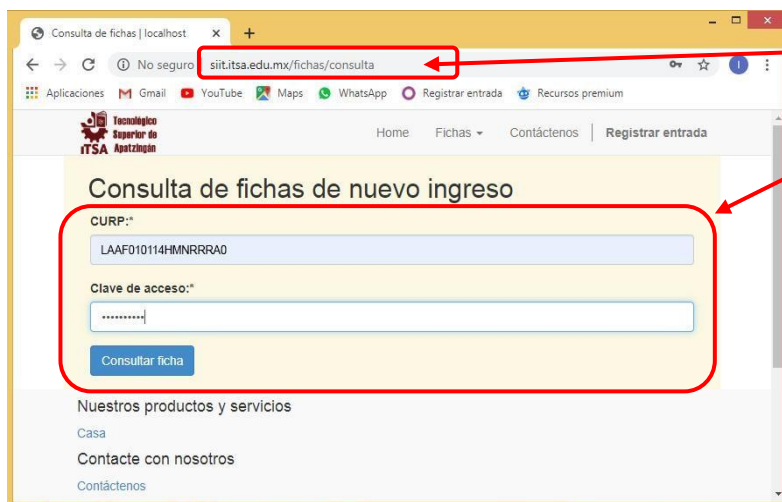 Consulta de fichas | localhost
No seguro siit.itsa.edu.mx/fichas/consulta
Aplicaciones Gmail YouTube Maps WhatsApp Registrar entrada Recursos premium
Tecnológico
Superior de
iTSA Apatzingán
Home Fichas Contáctenos Registrar entrada
Consulta de fichas de nuevo ingreso
CURP:*
LAAF010114HMNRRRA0
Clave de acceso:*
Consultar ficha
Nuestros productos y servicios
Casa
Contacte con nosotros
Contáctenos